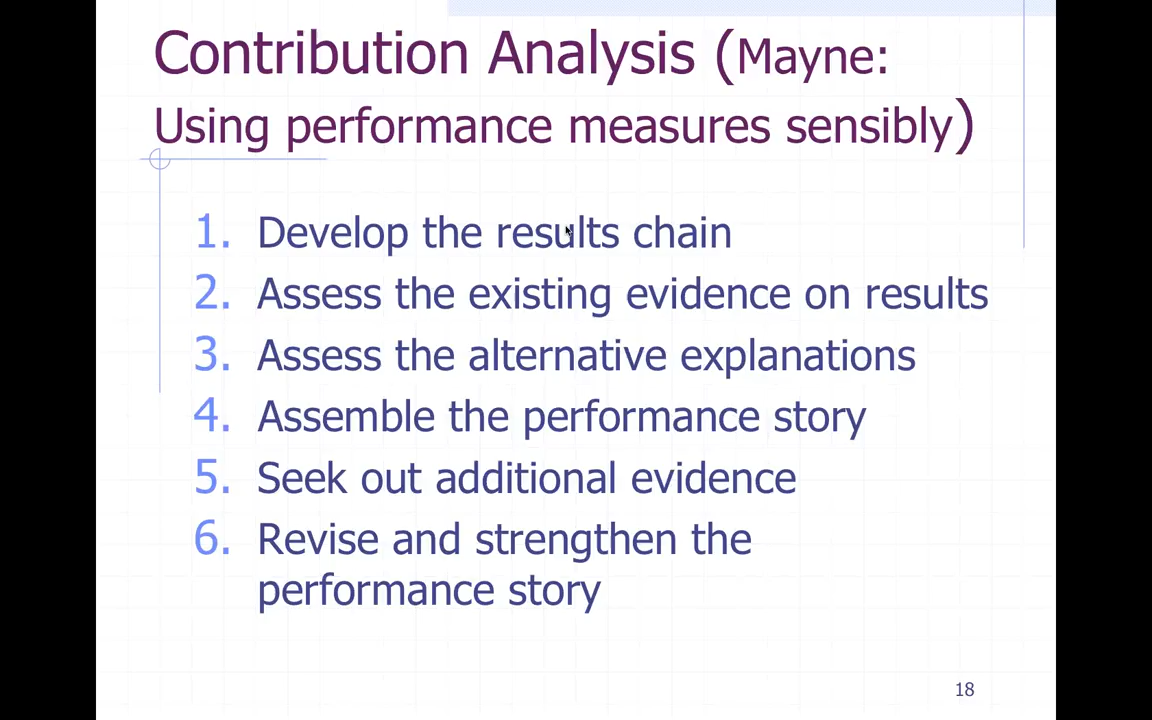 Contribution Analysis (Mayne:
Using performance measures sensibly)
1. Develop the results chain
2. Assess the existing evidence on results
3. Assess the alternative explanations
4. Assemble the performance story
5. Seek out additional evidence
6. Revise and strengthen the
performance story
18